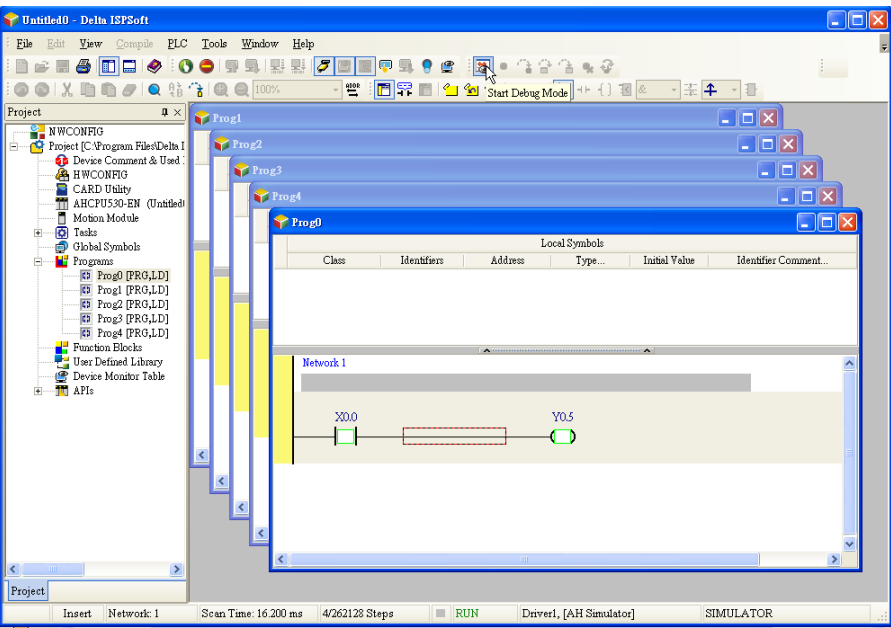 Untitled0 - Delta ISPSoft
File Edit View Compile PLC Tools Window Help
100%
Start Debug Mode
Project
NWCONFIG
Project [C:\Program Files\Delta I
Device Comment & Used
HWCONFIG
CARD Utility
AHCPU530-EN (Untitled
Motion Module
Tasks
Global Symbols
Programs
Prog0 [PRG,LD]
Prog1 [PRG,LD]
Prog2 [PRG,LD]
Prog3 [PRG,LD]
Prog4 [PRG,LD]
Function Blocks
User Defined Library
Device Monitor Table
APIs
Project
Prog1
Prog2
Prog3
Prog4
Prog0
Local Symbols
Class Identifiers Address Type... Initial Value Identifier Comment...
Network 1
X0.0 Y0.5
Insert Network: 1 Scan Time: 16.200 ms 4/262128 Steps RUN Driver1, [AH Simulator] SIMULATOR